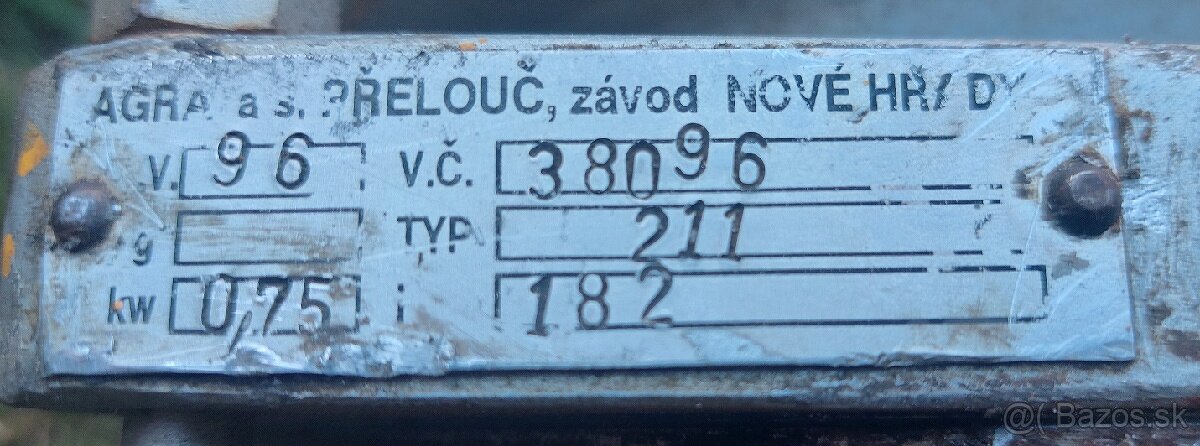 AGRA a s. PŘELOUČ, závod NOVÉ HRADY
V. 96 V.Č. 38096
g TYP 211
kw 0,75 i 182
@( Bazos.sk